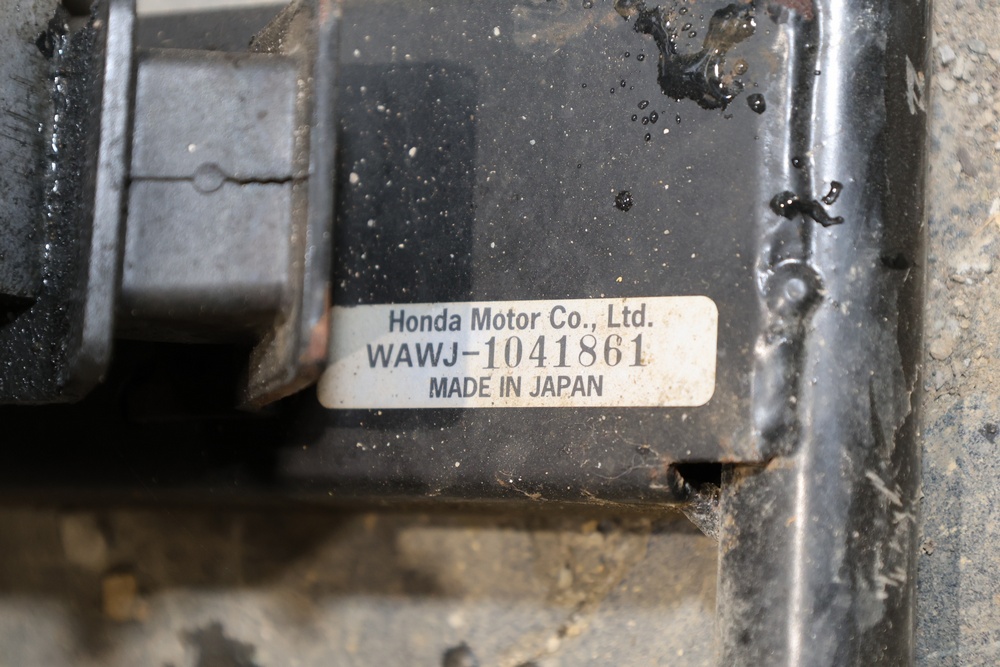 Honda Motor Co., Ltd.
WAWJ-1041861
MADE IN JAPAN